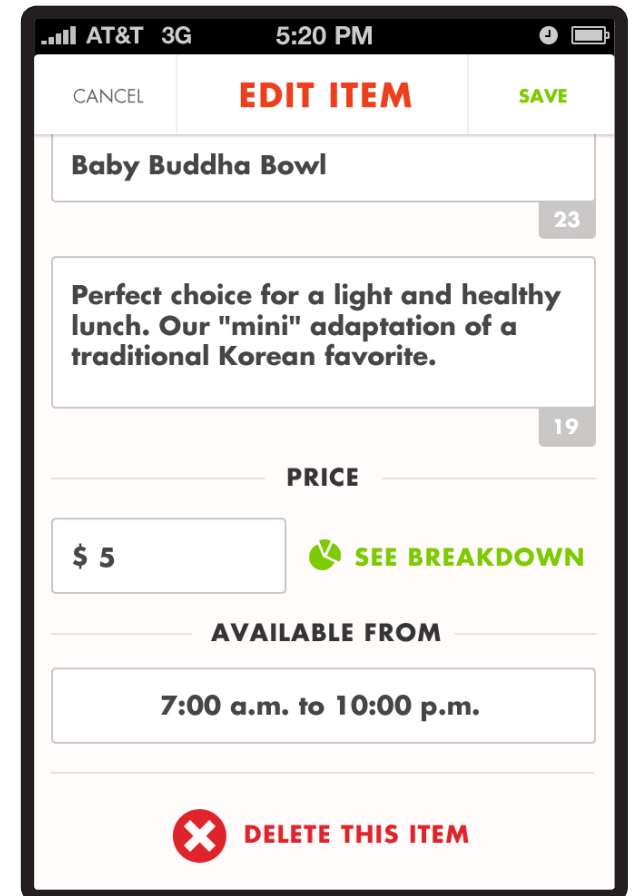 AT&T 3G 5:20 PM
CANCEL EDIT ITEM SAVE
Baby Buddha Bowl
23
Perfect choice for a light and healthy
lunch. Our "mini" adaptation of a
traditional Korean favorite.
19
PRICE
$ 5 SEE BREAKDOWN
AVAILABLE FROM
7:00 a.m. to 10:00 p.m.
DELETE THIS ITEM